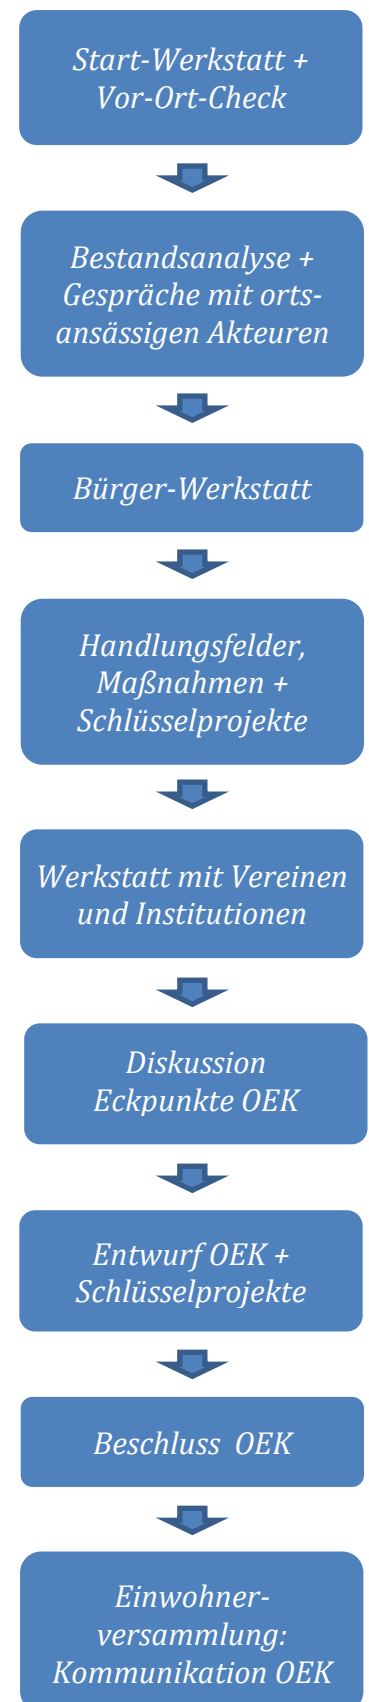 Start-Werkstatt +
Vor-Ort-Check
Bestandsanalyse +
Gespräche mit orts-
ansässigen Akteuren
Bürger-Werkstatt
Handlungsfelder,
Maßnahmen +
Schlüsselprojekte
Werkstatt mit Vereinen
und Institutionen
Diskussion
Eckpunkte OEK
Entwurf OEK +
Schlüsselprojekte
Beschluss OEK
Einwohner-
versammlung:
Kommunikation OEK